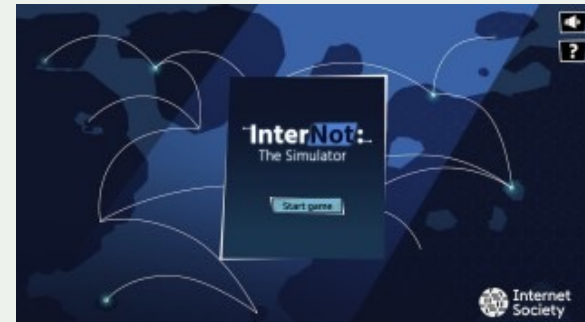 ?
InterNot:
The Simulator
Start game
Internet
Society